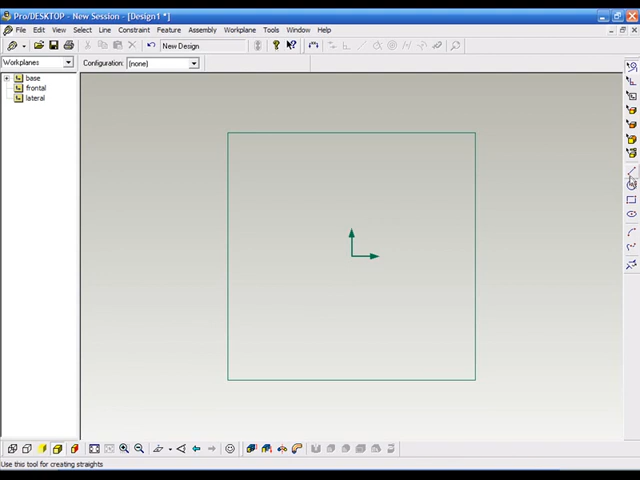 Pro/DESKTOP - New Session - [Design1 *]
File Edit View Select Line Constraint Feature Assembly Workplane Tools Window Help
New Design
Workplanes Configuration: (none)
base
frontal
lateral
Use this tool for creating straights